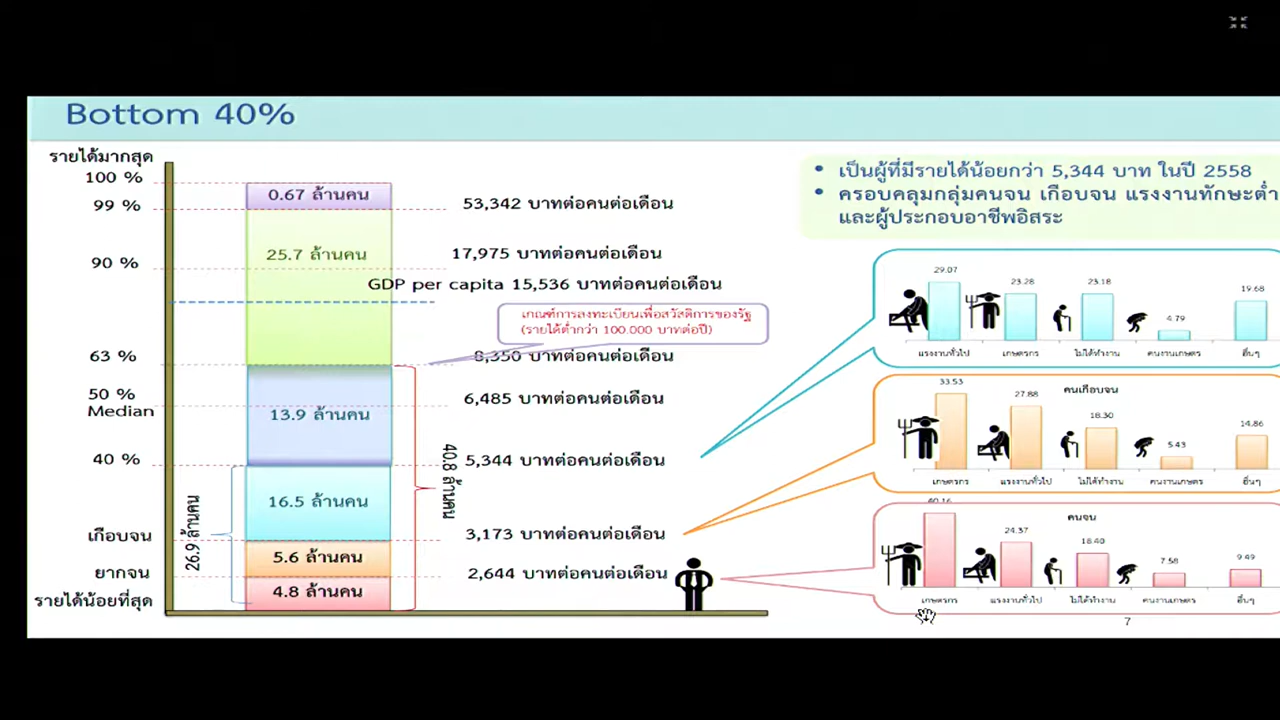 Bottom 40%
รายได้มากสุด
100 %
99 %
90 %
63 %
50 %
Median
40 %
เกือบจน
ยากจน
รายได้น้อยที่สุด
0.67 ล้านคน
25.7 ล้านคน
13.9 ล้านคน
16.5 ล้านคน
5.6 ล้านคน
4.8 ล้านคน
26.9 ล้านคน
40.8 ล้านคน
53,342 บาทต่อคนต่อเดือน
17,975 บาทต่อคนต่อเดือน
GDP per capita 15,536 บาทต่อคนต่อเดือน
เกณฑ์การลงทะเบียนเพื่อสวัสดิการของรัฐ
(รายได้ต่ำกว่า 100,000 บาทต่อปี)
8,350 บาทต่อคนต่อเดือน
6,485 บาทต่อคนต่อเดือน
5,344 บาทต่อคนต่อเดือน
3,173 บาทต่อคนต่อเดือน
2,644 บาทต่อคนต่อเดือน
• เป็นผู้ที่มีรายได้น้อยกว่า 5,344 บาท ในปี 2558
• ครอบคลุมกลุ่มคนจน เกือบจน แรงงานทักษะต่ำ
และผู้ประกอบอาชีพอิสระ
29.07 23.28 23.18 4.79 19.68
แรงงานทั่วไป เกษตรกร ไม่ได้ทำงาน คนงานเกษตร อื่นๆ
คนเกือบจน
33.53 27.88 18.30 5.43 14.86
เกษตรกร แรงงานทั่วไป ไม่ได้ทำงาน คนงานเกษตร อื่นๆ
คนจน
40.16 24.37 18.40 7.58 9.49
เกษตรกร แรงงานทั่วไป ไม่ได้ทำงาน คนงานเกษตร อื่นๆ
7